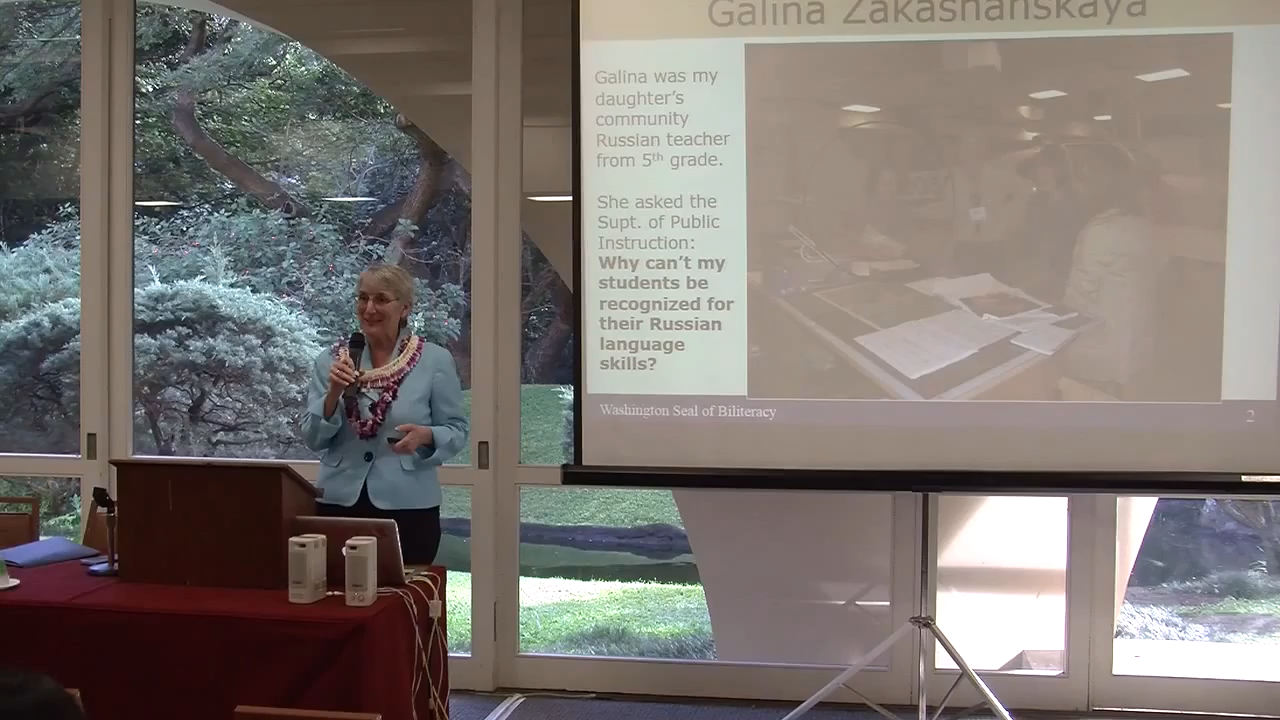 Galina Zakashanskaya
Galina was my
daughter's
community
Russian teacher
from 5th grade.
She asked the
Supt. of Public
Instruction:
Why can't my
students be
recognized for
their Russian
language
skills?
Washington Seal of Biliteracy
2